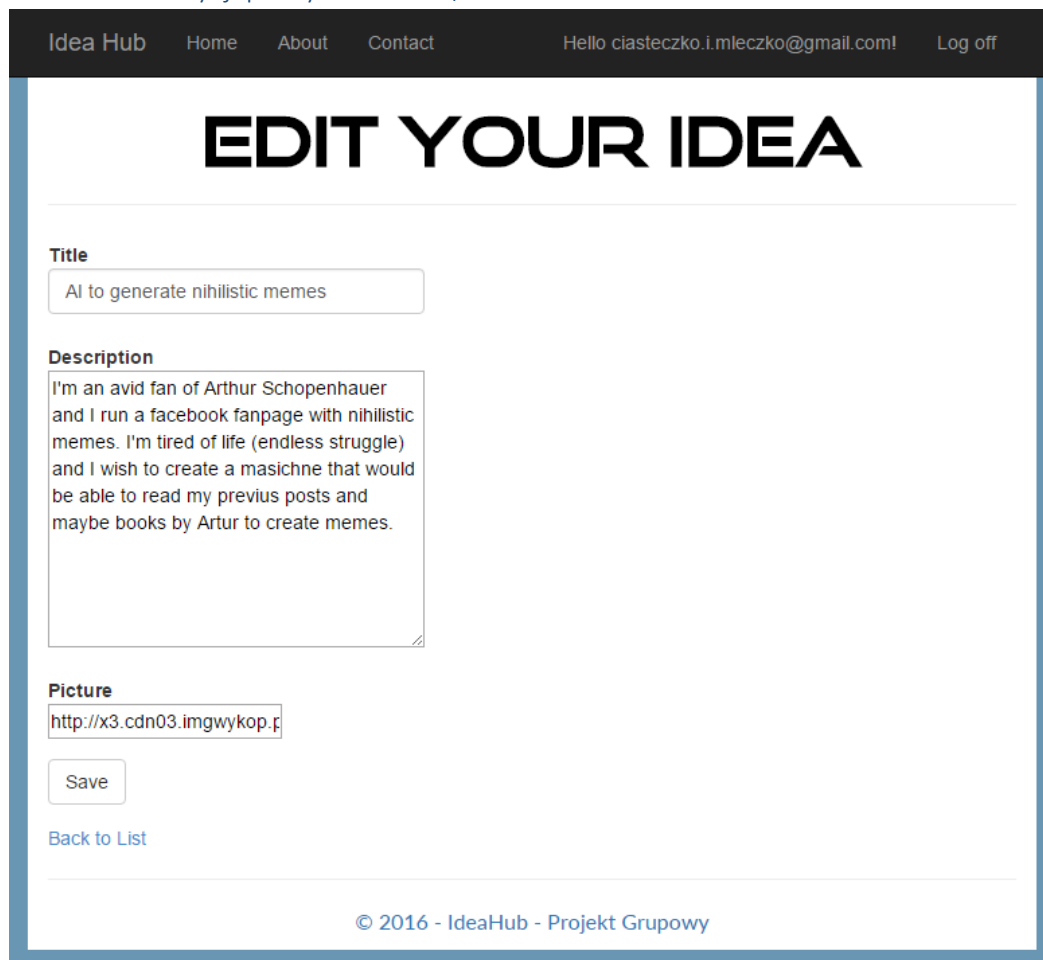 Idea Hub Home About Contact Hello ciasteczko.i.mleczko@gmail.com! Log off
EDIT YOUR IDEA
Title
AI to generate nihilistic memes
Description
I'm an avid fan of Arthur Schopenhauer
and I run a facebook fanpage with nihilistic
memes. I'm tired of life (endless struggle)
and I wish to create a masichne that would
be able to read my previus posts and
maybe books by Artur to create memes.
Picture
http://x3.cdn03.imgwykop.p
Save
Back to List
© 2016 - IdeaHub - Projekt Grupowy